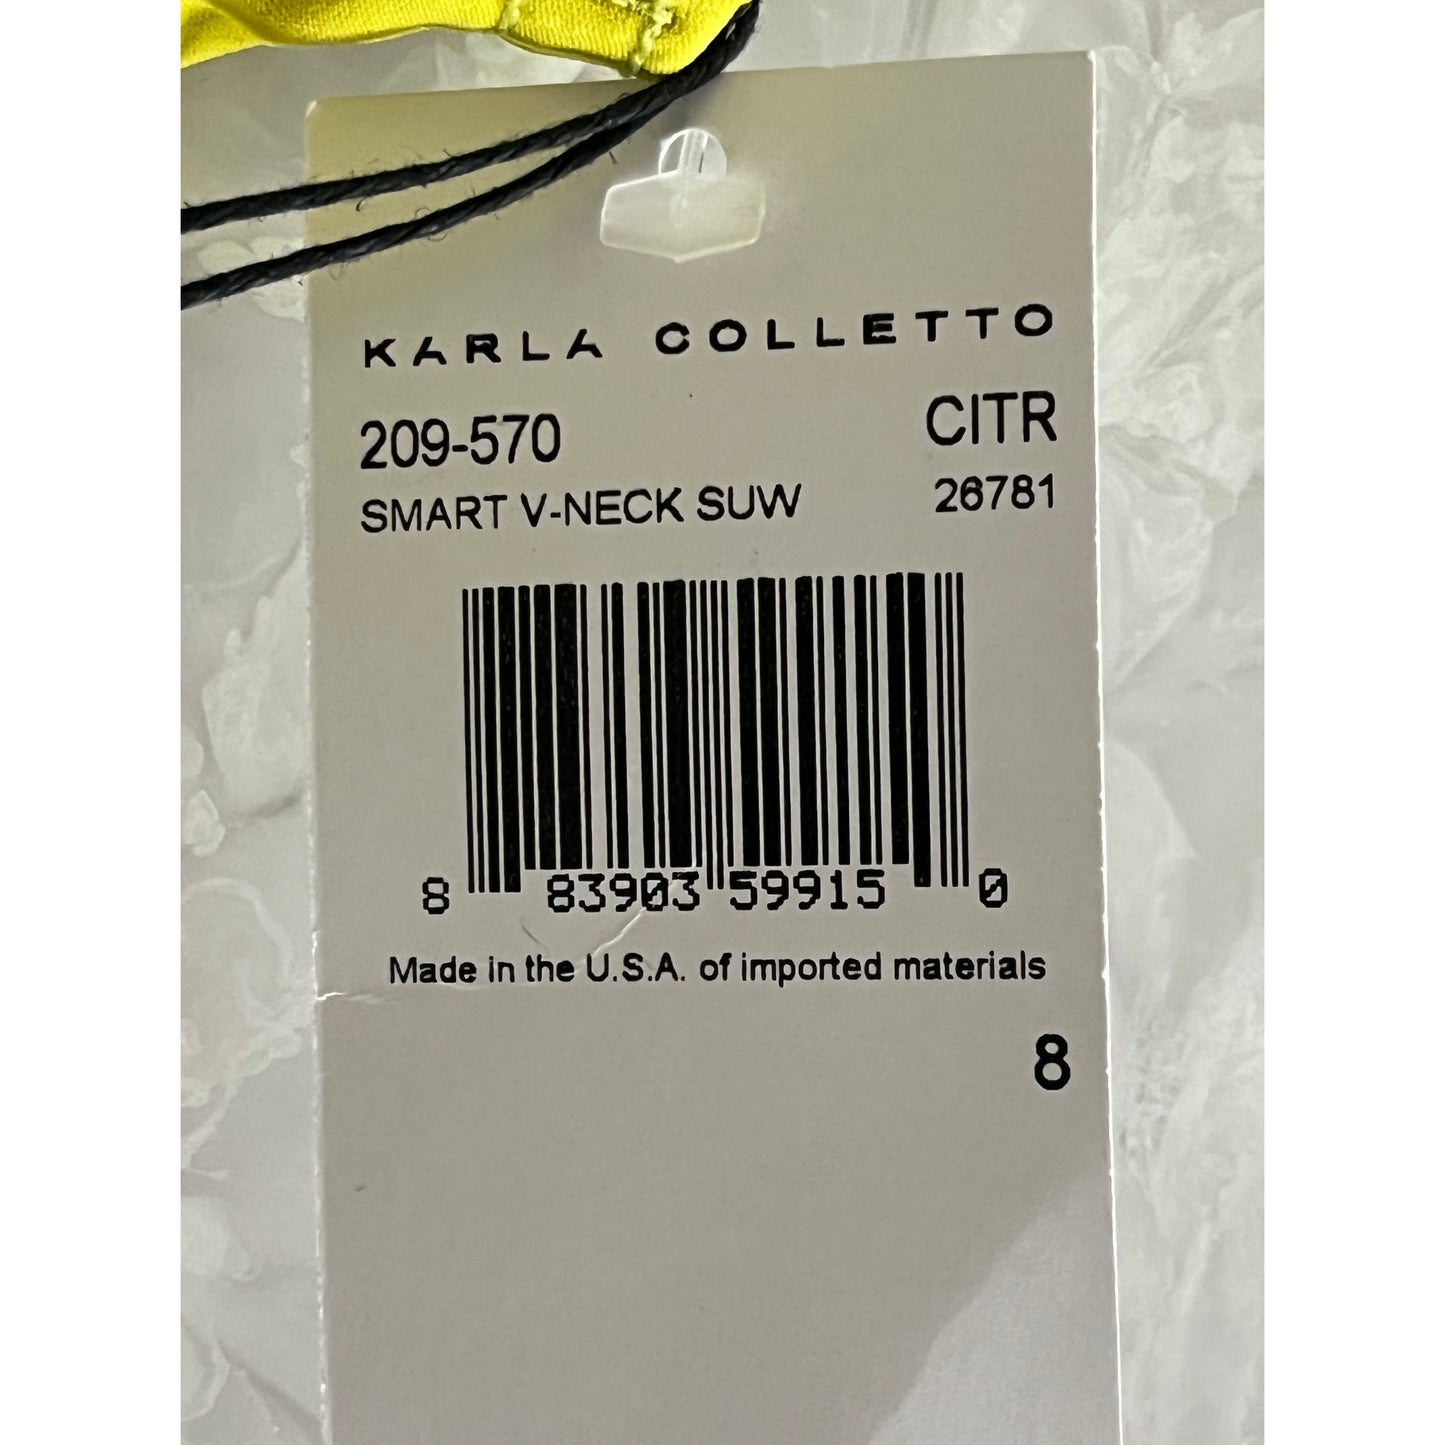 KARLA COLLETTO
209-570 CITR
SMART V-NECK SUW 26781
8 83903 59915 0
Made in the U.S.A. of imported materials
8